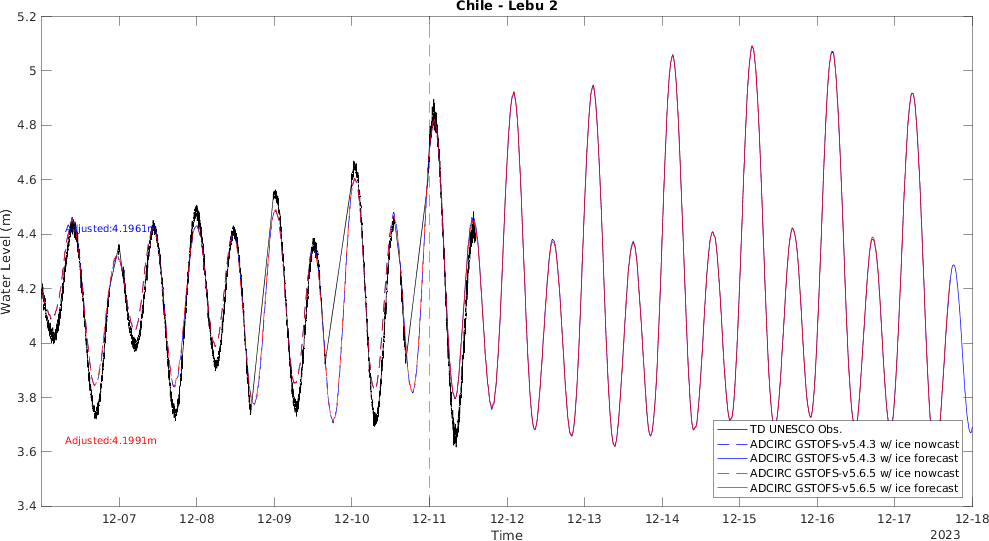 Chile - Lebu 2
Water Level (m)
5.2
5
4.8
4.6
4.4
4.2
4
3.8
3.6
3.4
Adjusted:4.1961m
Adjusted:4.1991m
TD UNESCO Obs.
ADCIRC GSTOFS-v5.4.3 w/ ice nowcast
ADCIRC GSTOFS-v5.4.3 w/ ice forecast
ADCIRC GSTOFS-v5.6.5 w/ ice nowcast
ADCIRC GSTOFS-v5.6.5 w/ ice forecast
12-07 12-08 12-09 12-10 12-11 12-12 12-13 12-14 12-15 12-16 12-17 12-18
Time
2023